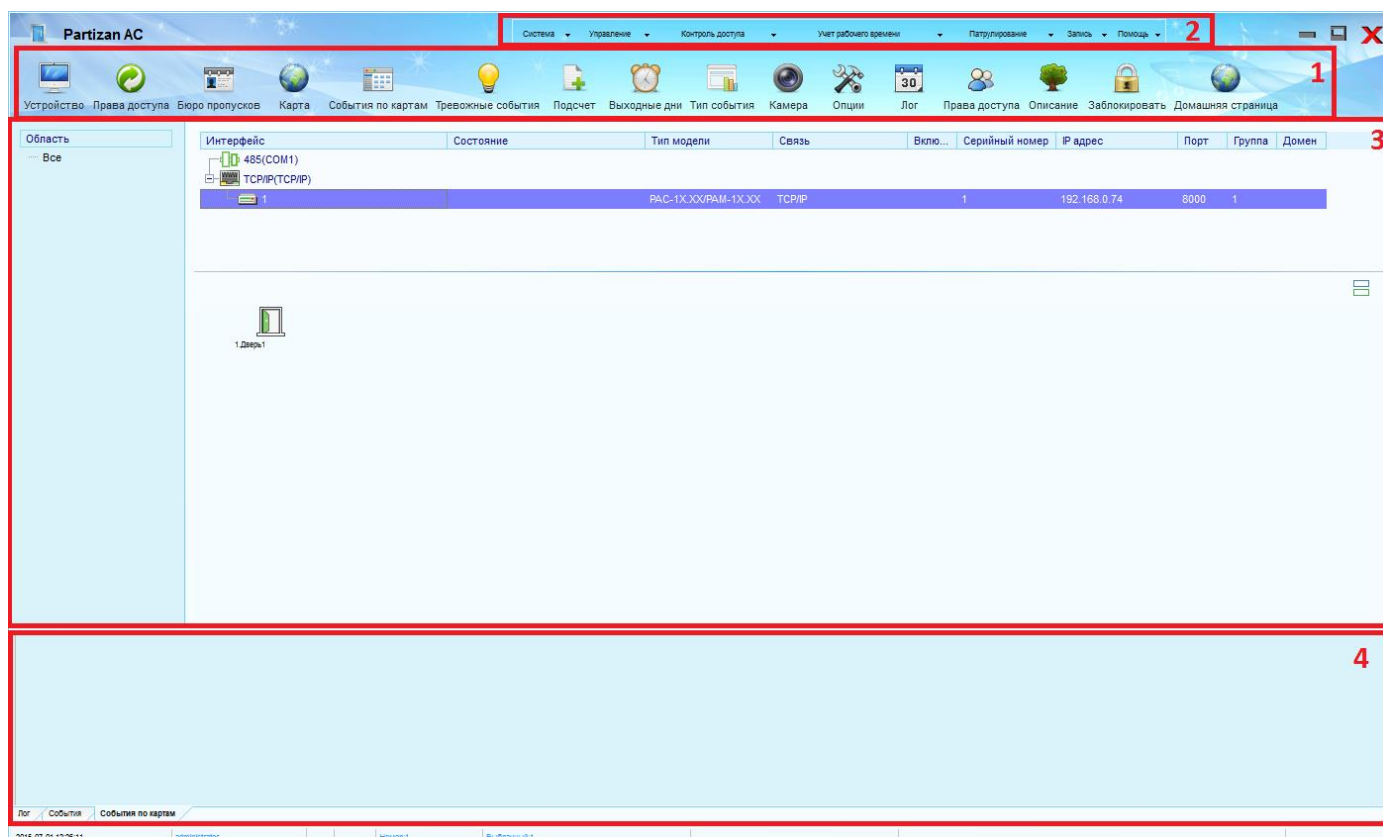 Partizan AC
Система Управление Контроль доступа Учет рабочего времени Патрулирование Запись Помощь 2
1
30
Устройство Права доступа Бюро пропусков Карта События по картам Тревожные события Подсчет Выходные дни Тип события Камера Опции Лог Права доступа Описание Заблокировать Домашняя страница
3
Область
Все
Интерфейс Состояние Тип модели Связь Вклю... Серийный номер IP адрес Порт Группа Домен
485(COM1)
TCP/IP(TCP/IP)
1 PAC-1X.XX/PAM-1X.XX TCP/IP 1 192.168.0.74 8000 1
1.Дверь1
4
Лог События События по картам
administrator